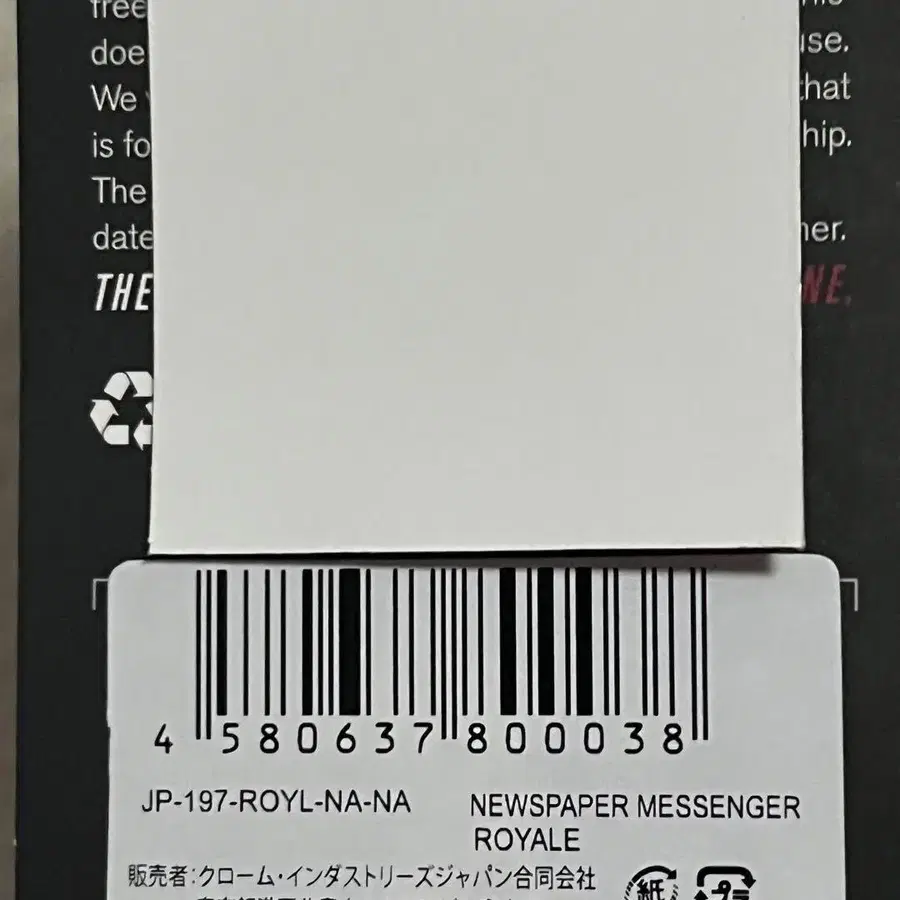 free
doe
use.
We
that
is fo
hip.
The
date
ner.
THE
NE.
4 580637 800038
JP-197-ROYL-NA-NA
NEWSPAPER MESSENGER
ROYALE
販売者:クローム・インダストリーズジャパン合同会社
紙
プラ